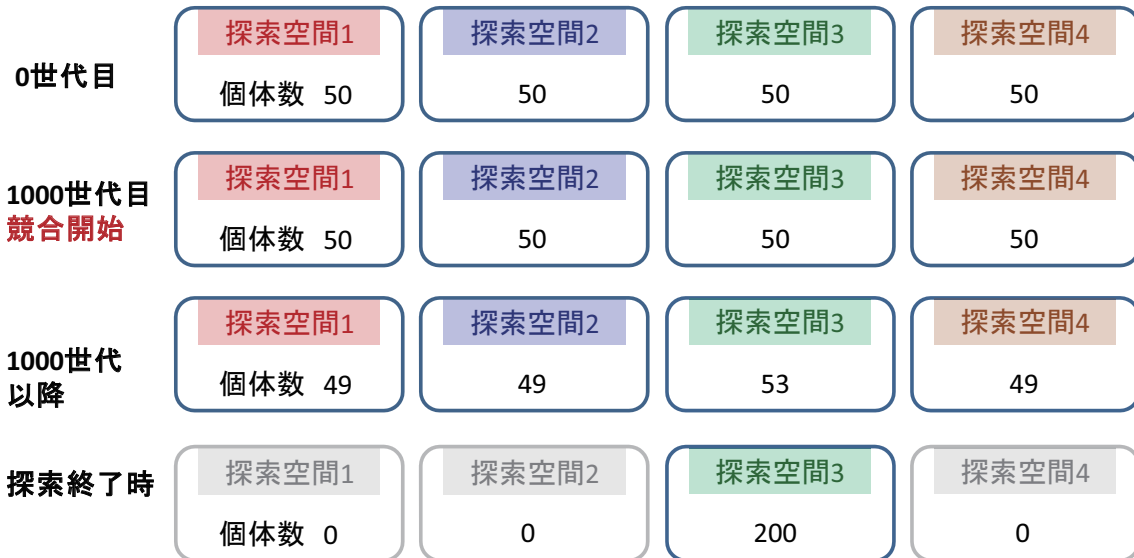 探索空間1 探索空間2 探索空間3 探索空間4
0世代目
個体数 50 50 50 50
探索空間1 探索空間2 探索空間3 探索空間4
1000世代目
競合開始
個体数 50 50 50 50
探索空間1 探索空間2 探索空間3 探索空間4
1000世代
以降
個体数 49 49 53 49
探索空間1 探索空間2 探索空間3 探索空間4
探索終了時
個体数 0 0 200 0